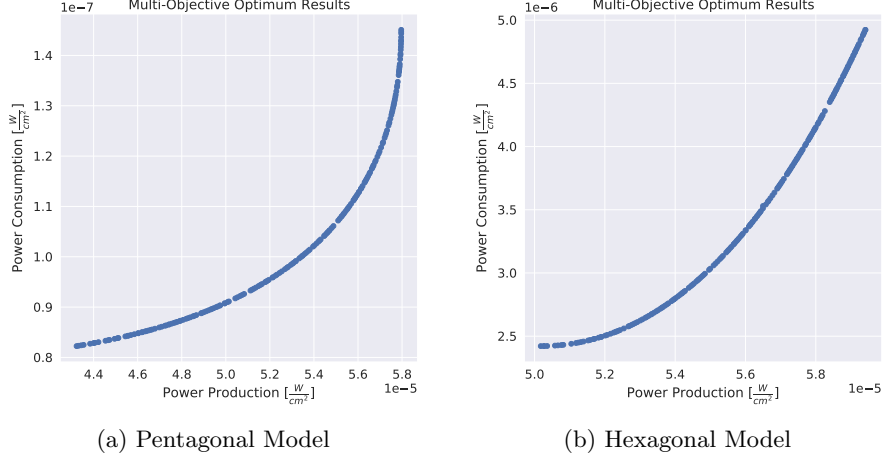 Multi-Objective Optimum Results
1e−7
1.4
1.3
1.2
1.1
1.0
0.9
0.8
Power Consumption [W/cm²]
4.4 4.6 4.8 5.0 5.2 5.4 5.6 5.8
Power Production [W/cm²]
1e−5
(a) Pentagonal Model
Multi-Objective Optimum Results
1e−6
5.0
4.5
4.0
3.5
3.0
2.5
Power Consumption [W/cm²]
5.0 5.2 5.4 5.6 5.8
Power Production [W/cm²]
1e−5
(b) Hexagonal Model